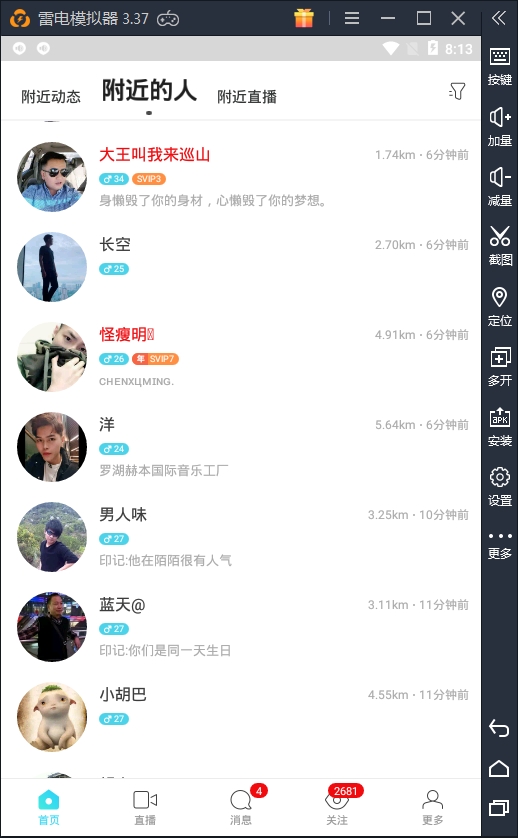 雷电模拟器 3.37
8:13
附近动态 附近的人 附近直播
大王叫我来巡山 1.74km · 6分钟前
♂ 34 SVIP3
身懒毁了你的身材，心懒毁了你的梦想。
长空 2.70km · 6分钟前
♂ 25
怪瘦明 4.91km · 6分钟前
♂ 26 年 SVIP7
CHENXЦMING.
洋 5.64km · 6分钟前
♂ 24
罗湖赫本国际音乐工厂
男人味 3.25km · 10分钟前
♂ 27
印记:他在陌陌很有人气
蓝天@ 3.11km · 11分钟前
♂ 27
印记:你们是同一天生日
小胡巴 4.55km · 11分钟前
♂ 27
4
2681
首页 直播 消息 关注 更多
按键
加量
减量
截图
定位
多开
APK
安装
设置
更多